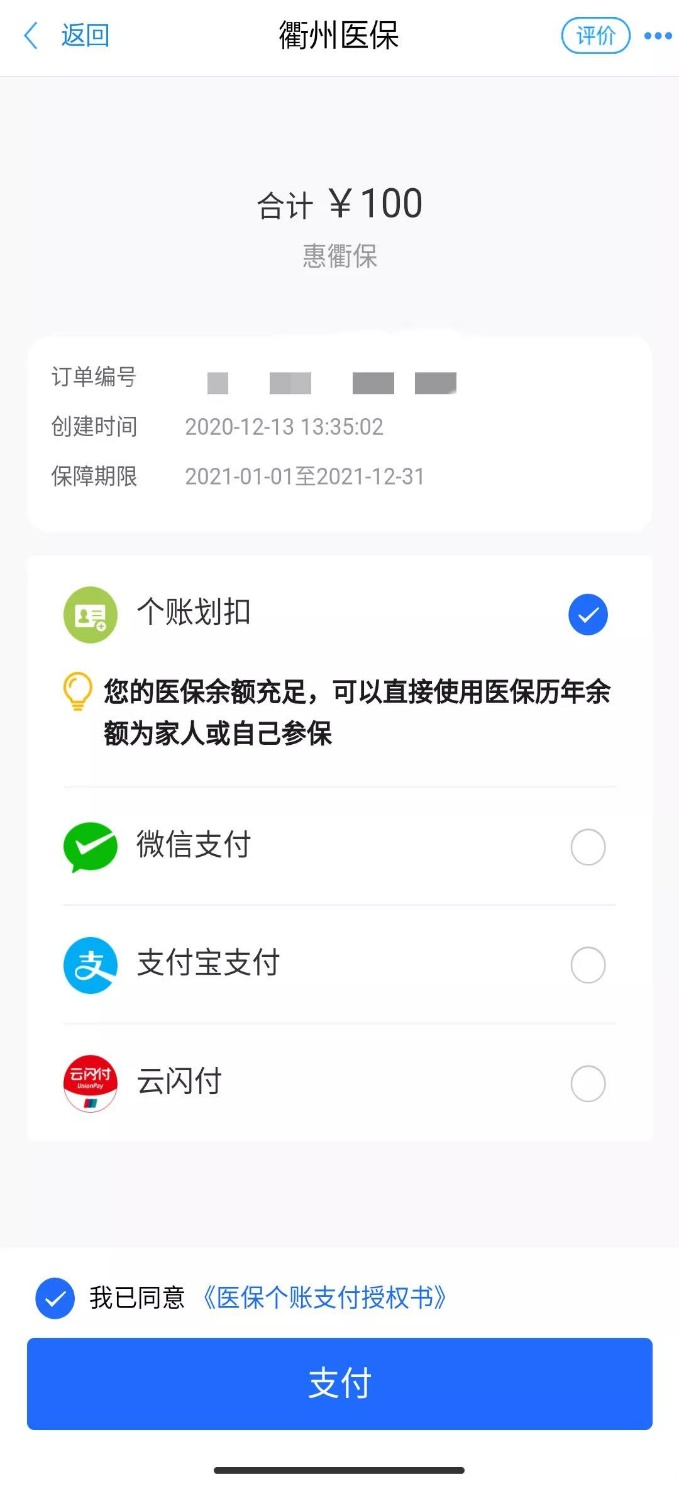 返回
衢州医保
评价
合计 ￥100
惠衢保
订单编号
创建时间 2020-12-13 13:35:02
保障期限 2021-01-01至2021-12-31
个账划扣
您的医保余额充足，可以直接使用医保历年余
额为家人或自己参保
微信支付
支
支付宝支付
云闪付
UnionPay
云闪付
我已同意 《医保个账支付授权书》
支付